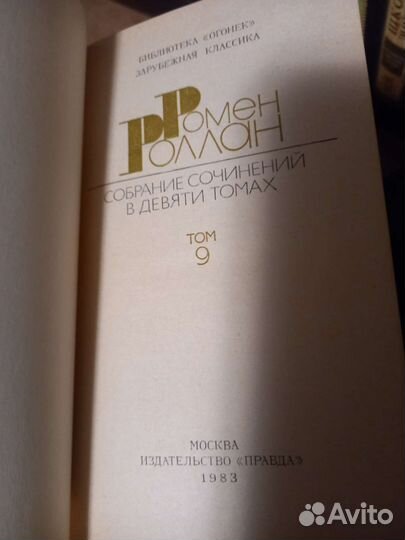 БИБЛИОТЕКА «ОГОНЕК»
ЗАРУБЕЖНАЯ КЛАССИКА
Ромен
Роллан
СОБРАНИЕ СОЧИНЕНИЙ
В ДЕВЯТИ ТОМАХ
ТОМ
9
МОСКВА
ИЗДАТЕЛЬСТВО «ПРАВДА»
1983
Avito